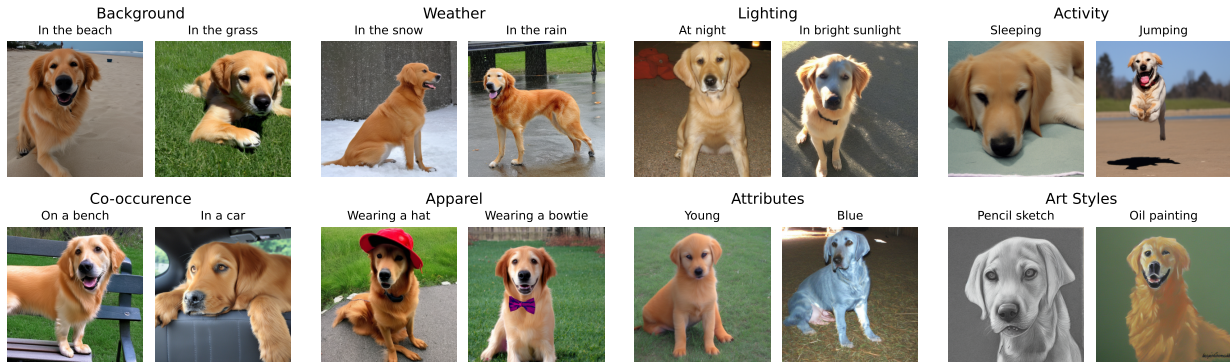 Background
Weather
Lighting
Activity
In the beach
In the grass
In the snow
In the rain
At night
In bright sunlight
Sleeping
Jumping
Co-occurence
Apparel
Attributes
Art Styles
On a bench
In a car
Wearing a hat
Wearing a bowtie
Young
Blue
Pencil sketch
Oil painting